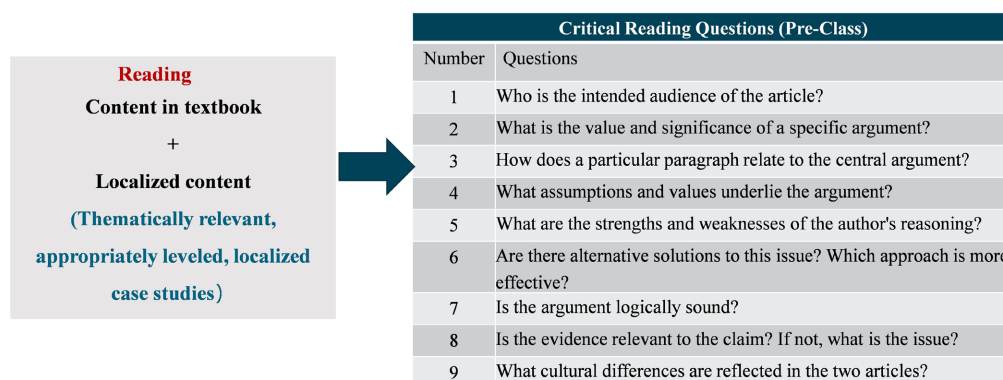 Reading
Content in textbook
+
Localized content
(Thematically relevant,
appropriately leveled, localized
case studies）
Critical Reading Questions (Pre-Class)
Number Questions
1 Who is the intended audience of the article?
2 What is the value and significance of a specific argument?
3 How does a particular paragraph relate to the central argument?
4 What assumptions and values underlie the argument?
5 What are the strengths and weaknesses of the author's reasoning?
6 Are there alternative solutions to this issue? Which approach is more
effective?
7 Is the argument logically sound?
8 Is the evidence relevant to the claim? If not, what is the issue?
9 What cultural differences are reflected in the two articles?